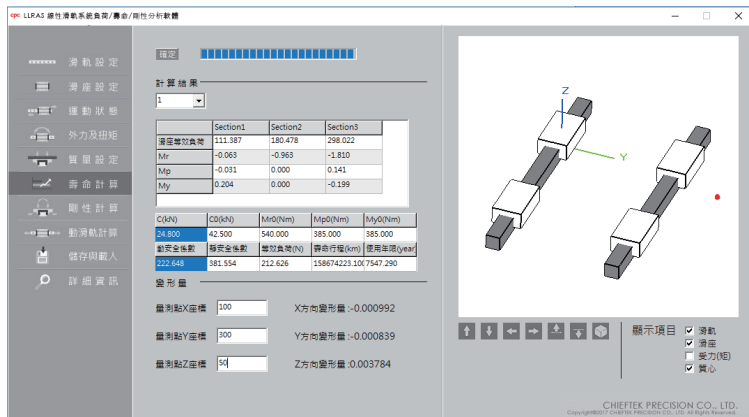 cpc LLRAS 線性滑軌系統負荷/壽命/剛性分析軟體
滑軌設定
滑座設定
運動狀態
外力及扭矩
質量設定
壽命計算
剛性計算
動滑軌計算
儲存與載入
詳細資訊
確定
計算結果
1
Section1 Section2 Section3
滑座等效負荷 111.387 180.478 298.022
Mr -0.063 -0.963 -1.810
Mp -0.031 0.000 0.141
My 0.204 0.000 -0.199
C(kN) C0(kN) Mr0(Nm) Mp0(Nm) My0(Nm)
24.800 42.500 540.000 385.000 385.000
動安全係數 靜安全係數 等效負荷(N) 壽命行程(km) 使用年限(year)
222.648 381.554 212.626 158674223.100 7547.290
變形量
量測點X座標 100 X方向變形量:-0.000992
量測點Y座標 300 Y方向變形量:-0.000839
量測點Z座標 50 Z方向變形量:0.003784
Z
Y
顯示項目
滑軌
滑座
受力(矩)
質心
CHIEFTEK PRECISION CO., LTD.
Copyright©2017 CHIEFTEK PRECISION CO., LTD. All Rights Reserved.